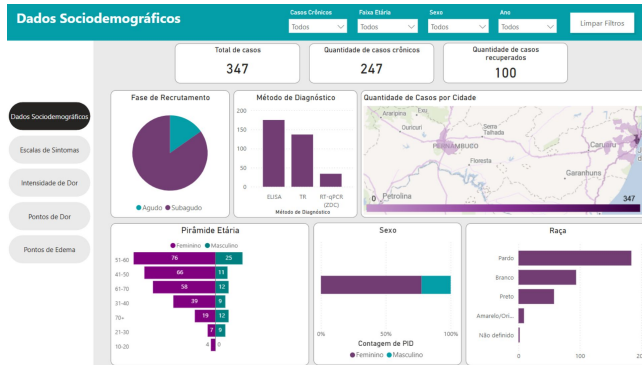 Dados Sociodemográficos
Casos Crônicos
Todos
Faixa Etária
Todos
Sexo
Todos
Ano
Todos
Limpar Filtros
Total de casos
347
Quantidade de casos crônicos
247
Quantidade de casos
recuperados
100
Dados Sociodemográficos
Escalas de Sintomas
Intensidade de Dor
Pontos de Dor
Pontos de Edema
Fase de Recrutamento
Agudo
Subagudo
Método de Diagnóstico
200
150
100
50
0
ELISA
TR
RT-qPCR
(ZDC)
Método de Diagnóstico
Quantidade de Casos por Cidade
Araripina
Exu
Ouricuri
Serra
Talhada
PERNAMBUCO
Caruaru
Floresta
Garanhuns
Petrolina
0
347
Pirâmide Etária
Feminino
Masculino
51-60
76
25
41-50
66
11
61-70
58
12
31-40
39
9
70+
19
12
21-30
7
9
10-20
4
0
Sexo
0%
50%
100%
Contagem de PID
Feminino
Masculino
Raça
Pardo
Branco
Preto
Amarelo/Ori...
Não definido
0
100